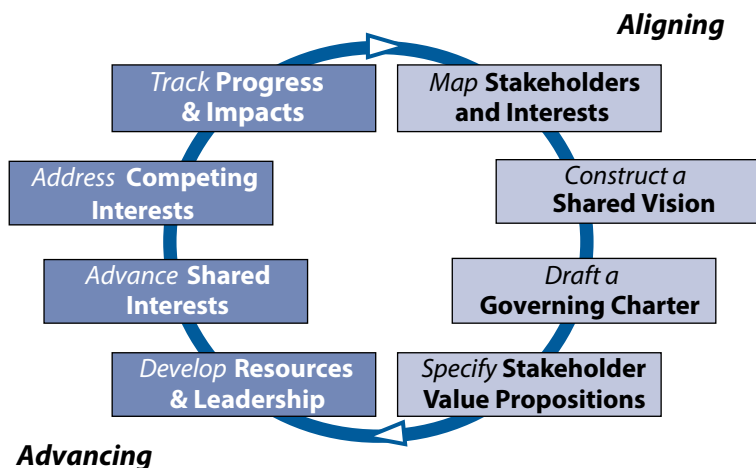 Aligning
Track Progress
& Impacts
Map Stakeholders
and Interests
Address Competing
Interests
Construct a
Shared Vision
Advance Shared
Interests
Draft a
Governing Charter
Develop Resources
& Leadership
Specify Stakeholder
Value Propositions
Advancing